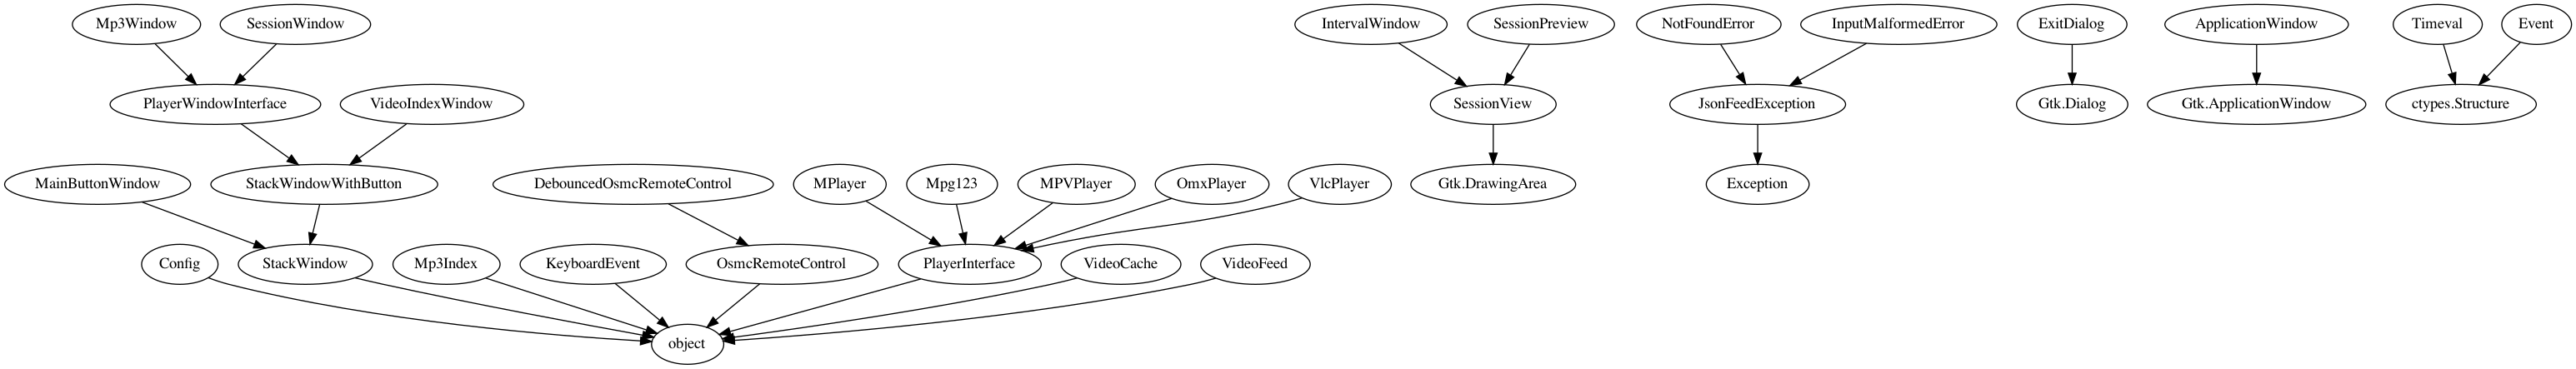 Mp3Window
SessionWindow
IntervalWindow
SessionPreview
NotFoundError
InputMalformedError
ExitDialog
ApplicationWindow
Timeval
Event
PlayerWindowInterface
VideoIndexWindow
SessionView
JsonFeedException
Gtk.Dialog
Gtk.ApplicationWindow
ctypes.Structure
MainButtonWindow
StackWindowWithButton
DebouncedOsmcRemoteControl
MPlayer
Mpg123
MPVPlayer
OmxPlayer
VlcPlayer
Gtk.DrawingArea
Exception
Config
StackWindow
Mp3Index
KeyboardEvent
OsmcRemoteControl
PlayerInterface
VideoCache
VideoFeed
object